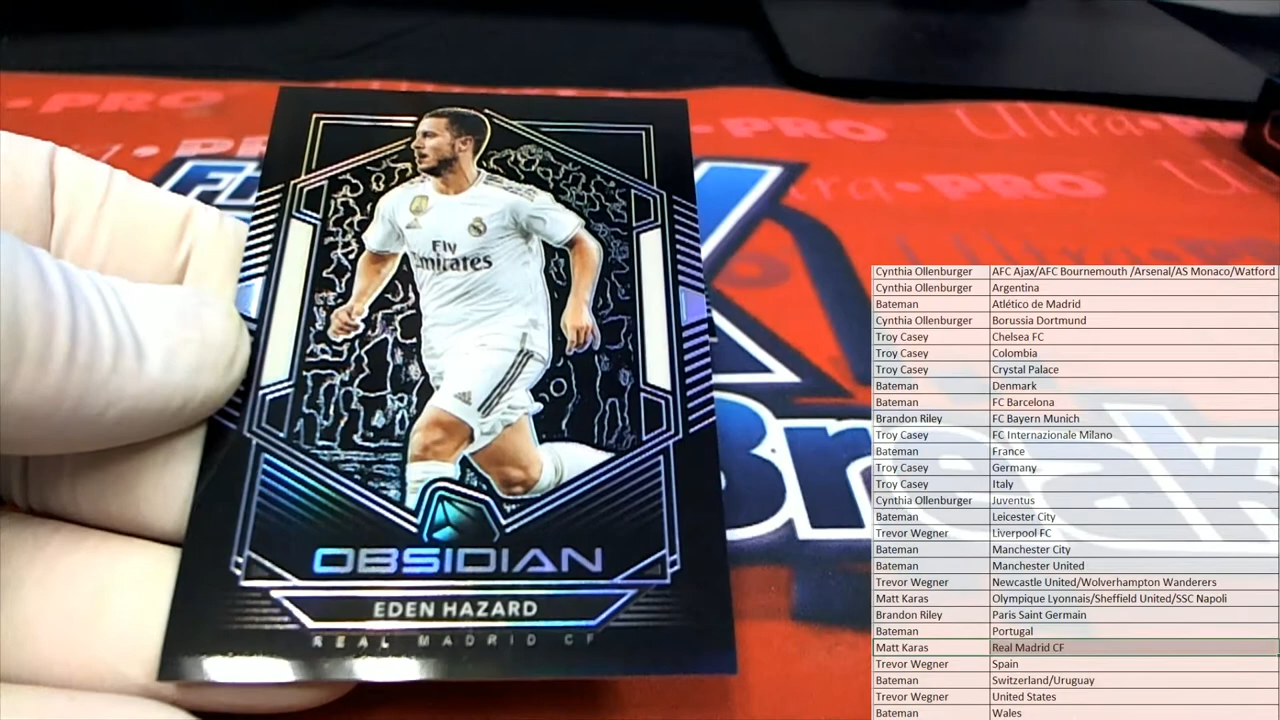 PRO
PRO
Ultra
PRO
ra PRO
Fly
Emirates
OBSIDIAN
EDEN HAZARD
REAL MADRID CF
Break
Cynthia Ollenburger AFC Ajax/AFC Bournemouth /Arsenal/AS Monaco/Watford
Cynthia Ollenburger Argentina
Bateman Atlético de Madrid
Cynthia Ollenburger Borussia Dortmund
Troy Casey Chelsea FC
Troy Casey Colombia
Troy Casey Crystal Palace
Bateman Denmark
Bateman FC Barcelona
Brandon Riley FC Bayern Munich
Troy Casey FC Internazionale Milano
Bateman France
Troy Casey Germany
Troy Casey Italy
Cynthia Ollenburger Juventus
Bateman Leicester City
Trevor Wegner Liverpool FC
Bateman Manchester City
Bateman Manchester United
Trevor Wegner Newcastle United/Wolverhampton Wanderers
Matt Karas Olympique Lyonnais/Sheffield United/SSC Napoli
Brandon Riley Paris Saint Germain
Bateman Portugal
Matt Karas Real Madrid CF
Trevor Wegner Spain
Bateman Switzerland/Uruguay
Trevor Wegner United States
Bateman Wales